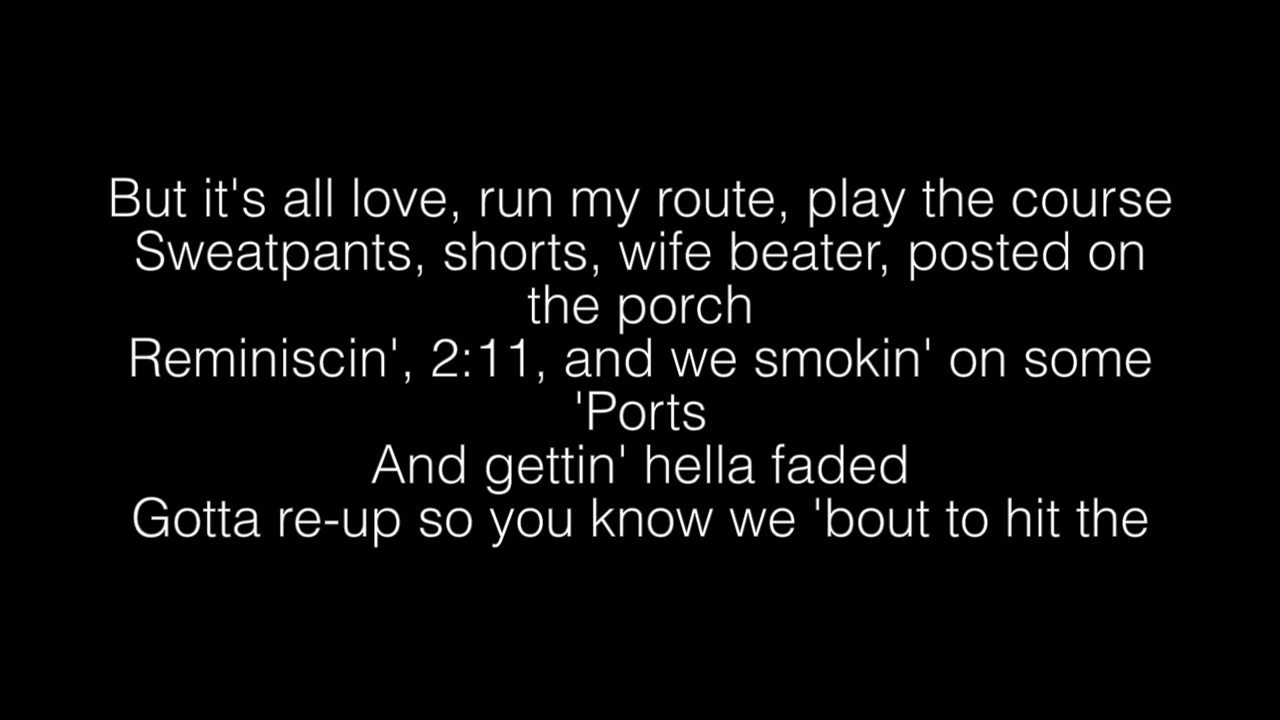 But it's all love, run my route, play the course
Sweatpants, shorts, wife beater, posted on
the porch
Reminiscin', 2:11, and we smokin' on some
'Ports
And gettin' hella faded
Gotta re-up so you know we 'bout to hit the